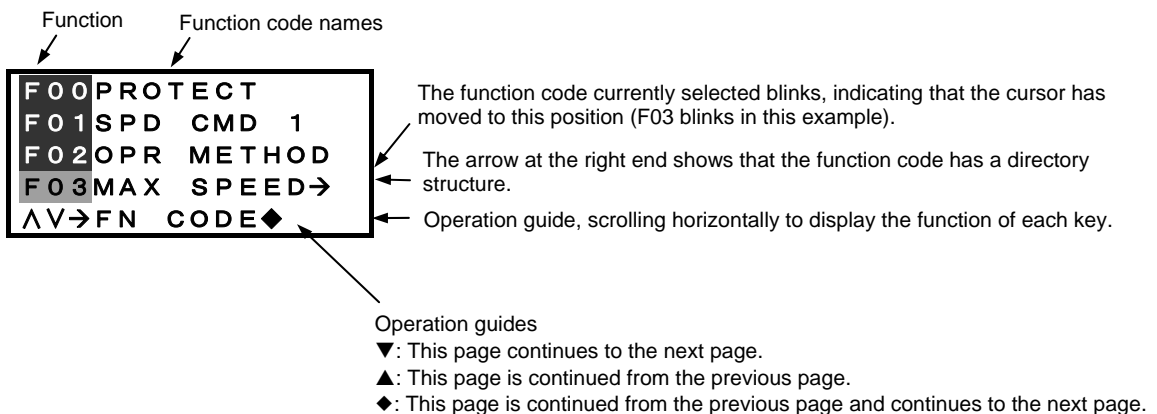 Function
Function code names
F00PROTECT
F01SPD CMD 1
F02OPR METHOD
F03MAX SPEED→
∧∨→FN CODE◆
The function code currently selected blinks, indicating that the cursor has
moved to this position (F03 blinks in this example).
The arrow at the right end shows that the function code has a directory
structure.
Operation guide, scrolling horizontally to display the function of each key.
Operation guides
▼: This page continues to the next page.
▲: This page is continued from the previous page.
◆: This page is continued from the previous page and continues to the next page.